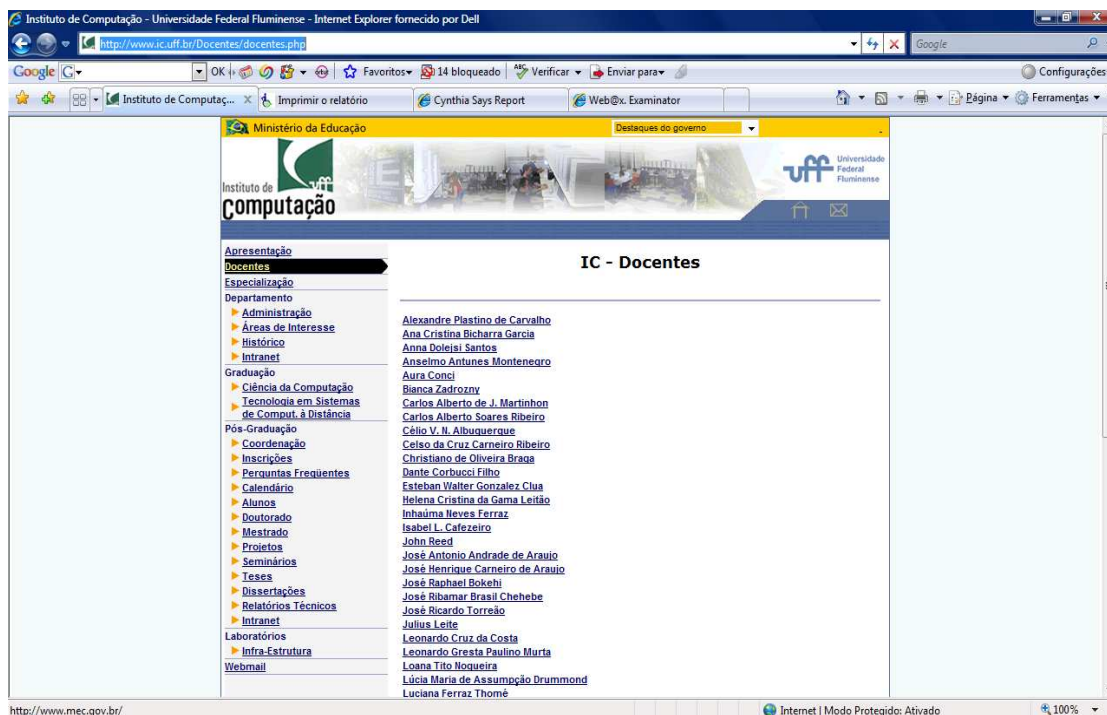 Instituto de Computação - Universidade Federal Fluminense - Internet Explorer fornecido por Dell
http://www.ic.uff.br/Docentes/docentes.php
Google
Google G
OK
Favoritos
14 bloqueado
ABC Verificar
Enviar para
Configurações
Instituto de Computaç... X
Imprimir o relatório
Cynthia Says Report
Web@x. Examinator
Página
Ferramentas
Ministério da Educação
Destaques do governo
Instituto de
computação
uff
uff
Universidade
Federal
Fluminense
Apresentação
Docentes
Especialização
Departamento
Administração
Áreas de Interesse
Histórico
Intranet
Graduação
Ciência da Computação
Tecnologia em Sistemas
de Comput. à Distância
Pós-Graduação
Coordenação
Inscrições
Perguntas Freqüentes
Calendário
Alunos
Doutorado
Mestrado
Projetos
Seminários
Teses
Dissertações
Relatórios Técnicos
Intranet
Laboratórios
Infra-Estrutura
Webmail
IC - Docentes
Alexandre Plastino de Carvalho
Ana Cristina Bicharra Garcia
Anna Dolejsi Santos
Anselmo Antunes Montenegro
Aura Conci
Bianca Zadrozny
Carlos Alberto de J. Martinhon
Carlos Alberto Soares Ribeiro
Célio V. N. Albuquerque
Celso da Cruz Carneiro Ribeiro
Christiano de Oliveira Braga
Dante Corbucci Filho
Esteban Walter Gonzalez Clua
Helena Cristina da Gama Leitão
Inhaúma Neves Ferraz
Isabel L. Cafezeiro
John Reed
José Antonio Andrade de Araujo
José Henrique Carneiro de Araujo
José Raphael Bokehi
José Ribamar Brasil Chehebe
José Ricardo Torreão
Julius Leite
Leonardo Cruz da Costa
Leonardo Gresta Paulino Murta
Loana Tito Nogueira
Lúcia Maria de Assumpção Drummond
Luciana Ferraz Thomé
http://www.mec.gov.br/
Internet | Modo Protegido: Ativado
100%